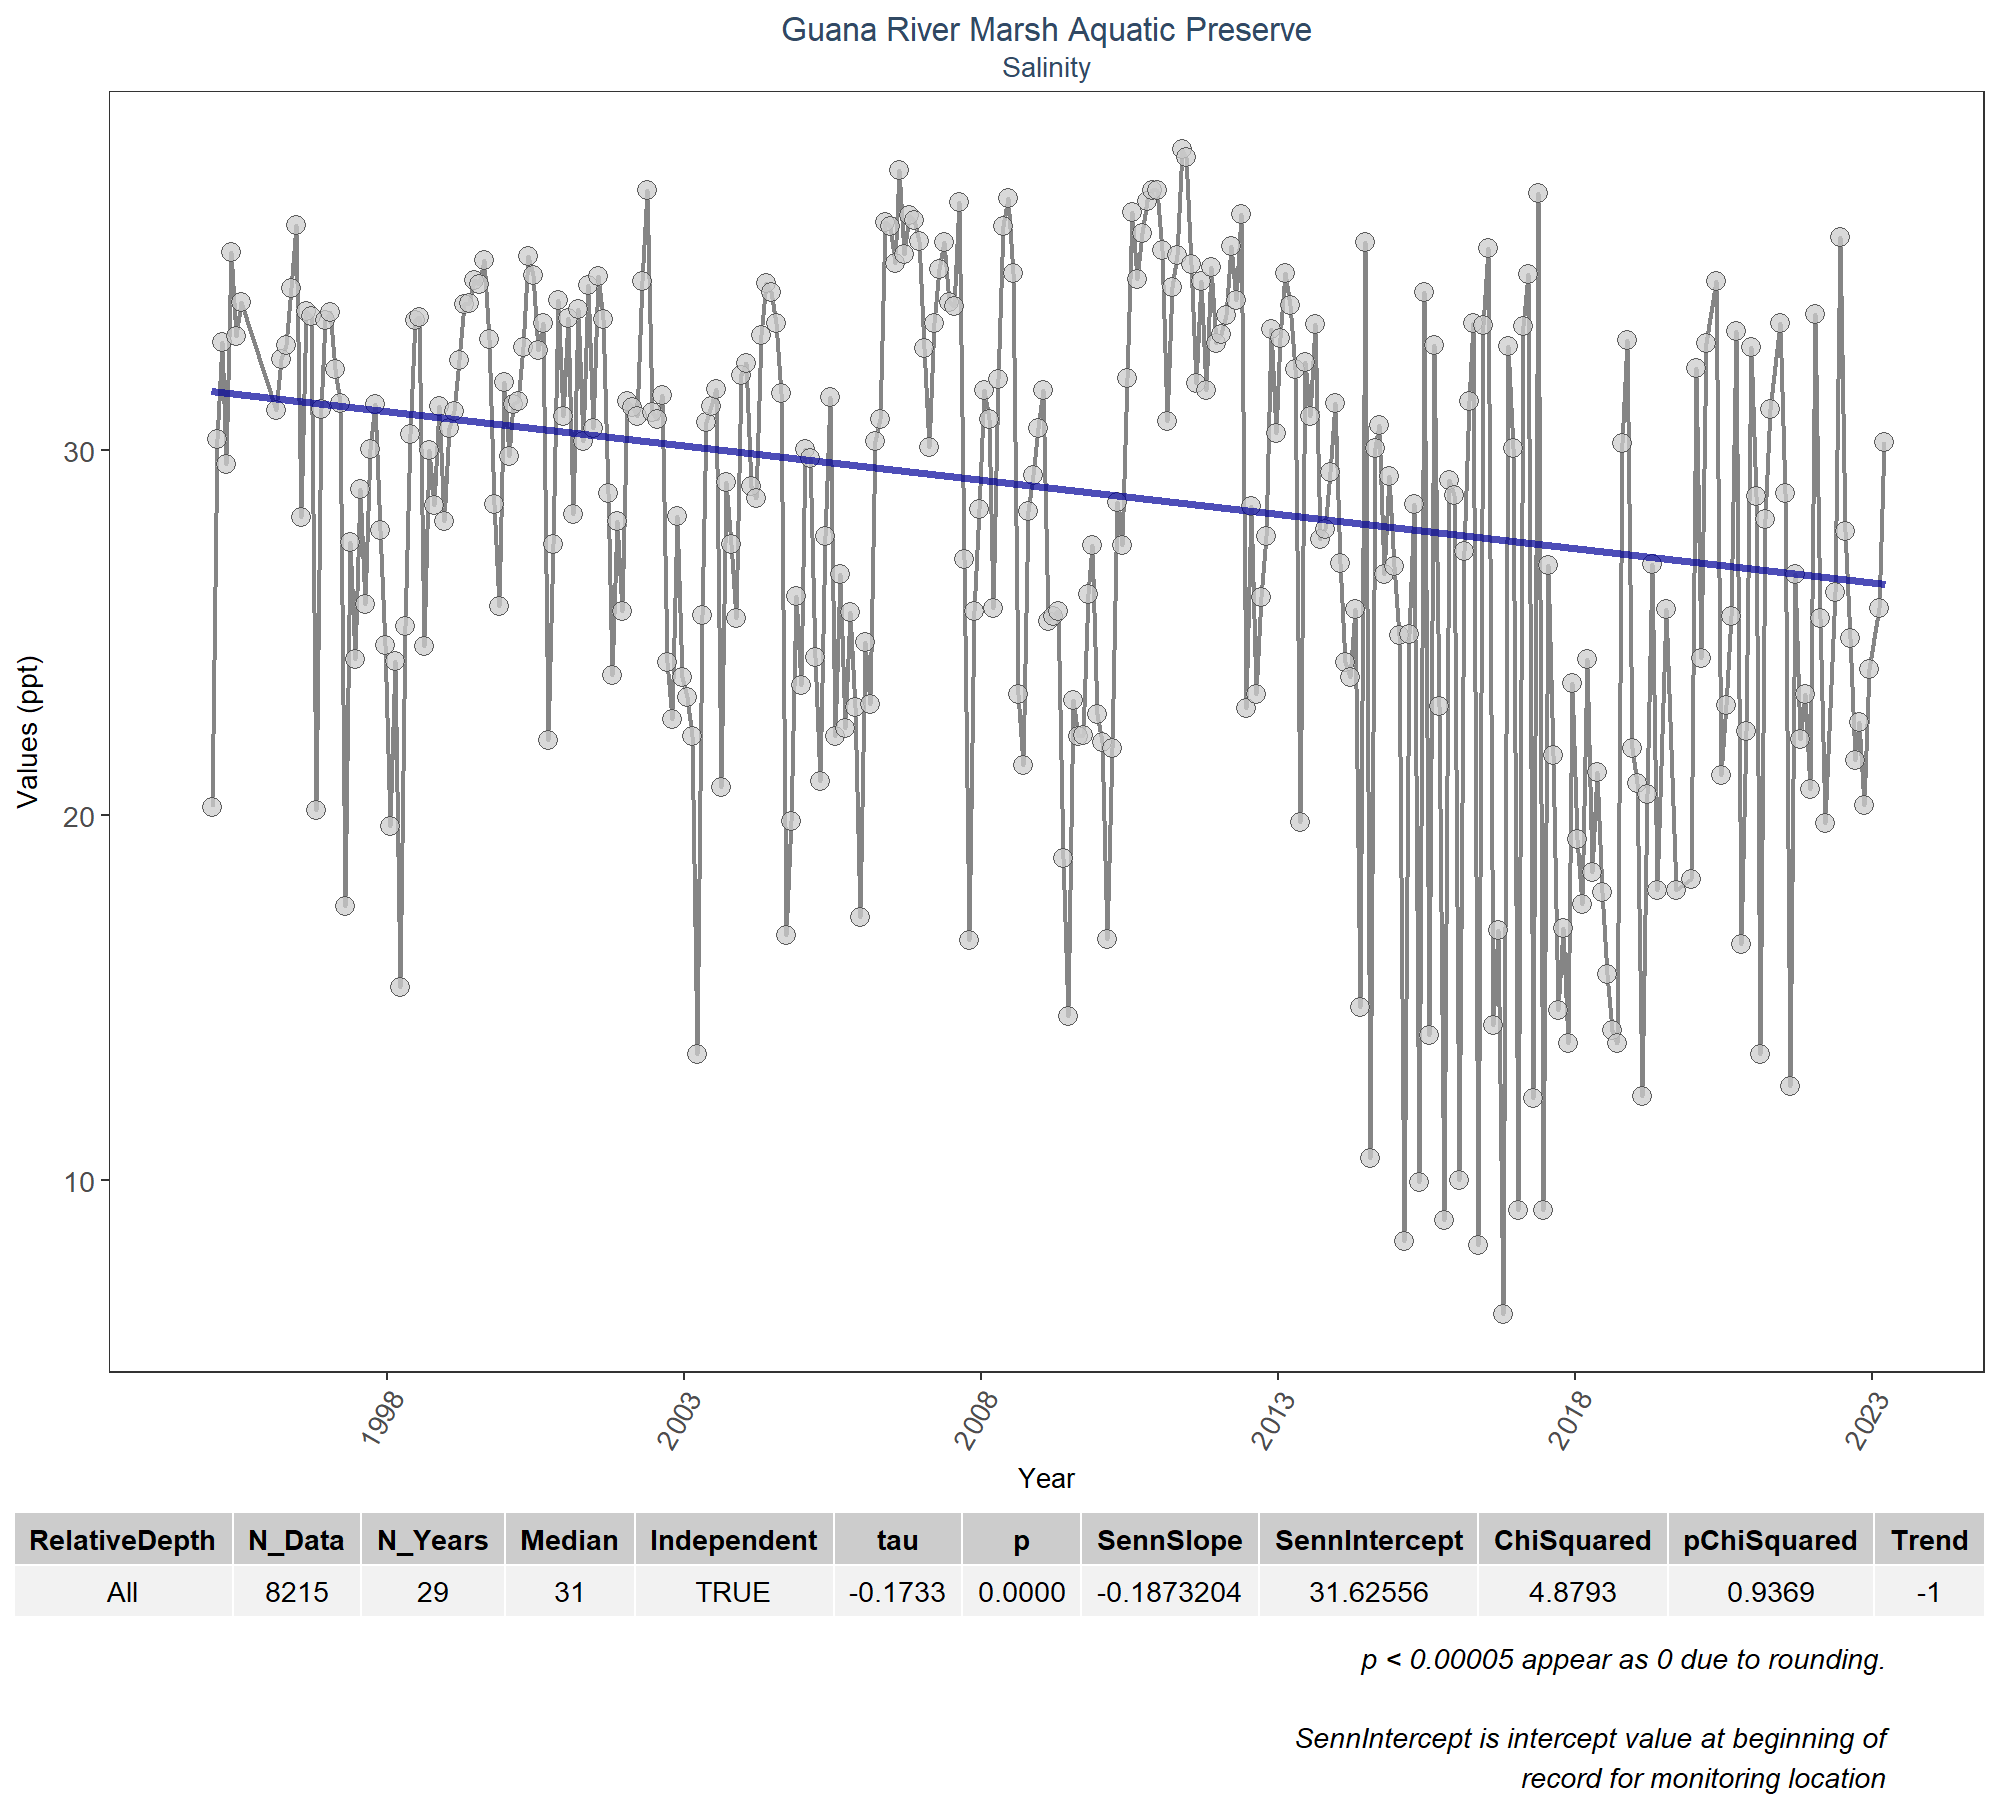 Guana River Marsh Aquatic Preserve
Salinity
Values (ppt)
30
20
10
1998 2003 2008 2013 2018 2023
Year
RelativeDepth N_Data N_Years Median Independent tau p SennSlope SennIntercept ChiSquared pChiSquared Trend
All 8215 29 31 TRUE -0.1733 0.0000 -0.1873204 31.62556 4.8793 0.9369 -1
p < 0.00005 appear as 0 due to rounding.
SennIntercept is intercept value at beginning of
record for monitoring location